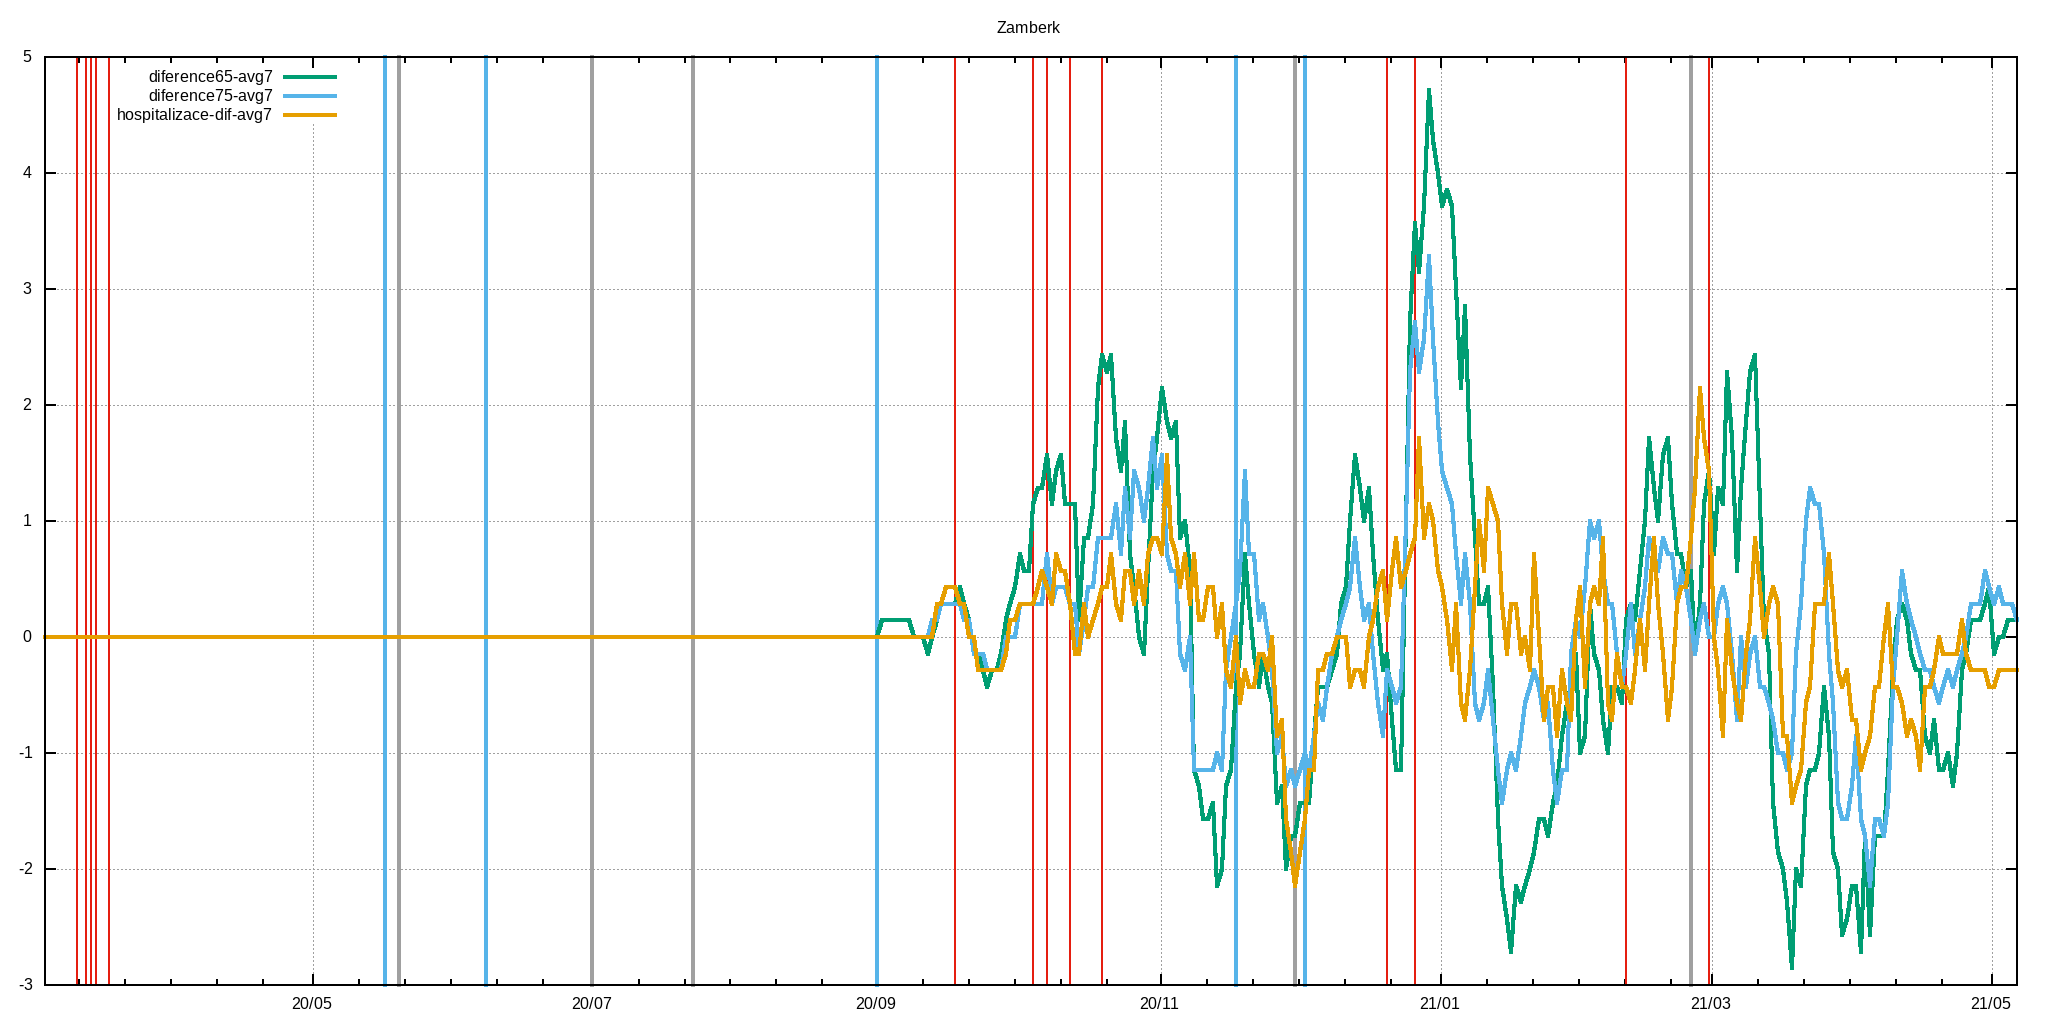 Zamberk
diference65-avg7
diference75-avg7
hospitalizace-dif-avg7
5
4
3
2
1
0
-1
-2
-3
20/05 20/07 20/09 20/11 21/01 21/03 21/05